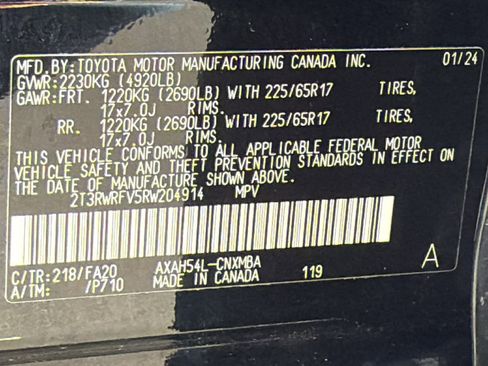 MFD.BY:TOYOTA MOTOR MANUFACTURING CANADA INC. 01/24
GVWR:2230KG (4920LB)
GAWR:FRT. 1220KG (2690LB) WITH 225/65R17 TIRES,
17x7.0J RIMS.
RR. 1220KG (2690LB) WITH 225/65R17 TIRES,
17x7.0J RIMS.
THIS VEHICLE CONFORMS TO ALL APPLICABLE FEDERAL MOTOR
VEHICLE SAFETY AND THEFT PREVENTION STANDARDS IN EFFECT ON
THE DATE OF MANUFACTURE SHOWN ABOVE.
2T3RWRFV5RW204914 MPV
C/TR:218/FA20 AXAH54L-CNXMBA 119 A
A/TM: /P710 MADE IN CANADA